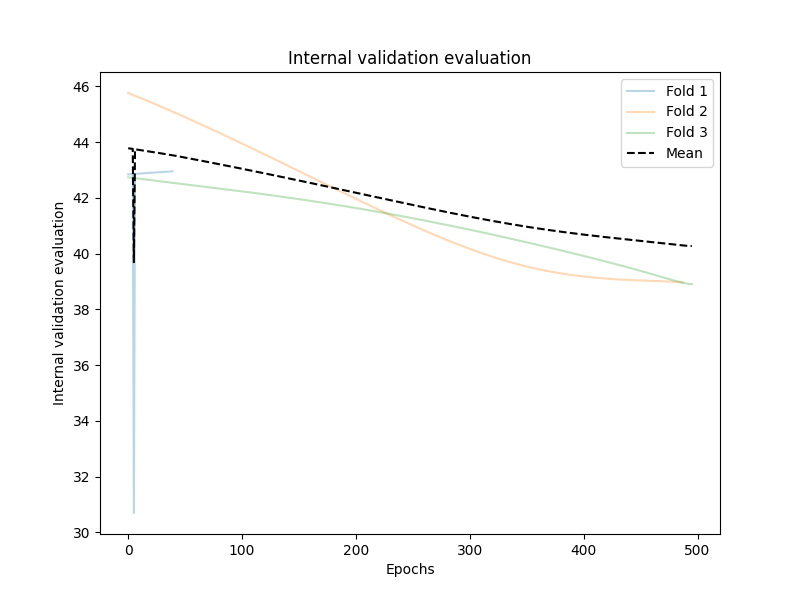 Internal validation evaluation
Internal validation evaluation
46
44
42
40
38
36
34
32
30
0 100 200 300 400 500
Epochs
Fold 1
Fold 2
Fold 3
Mean